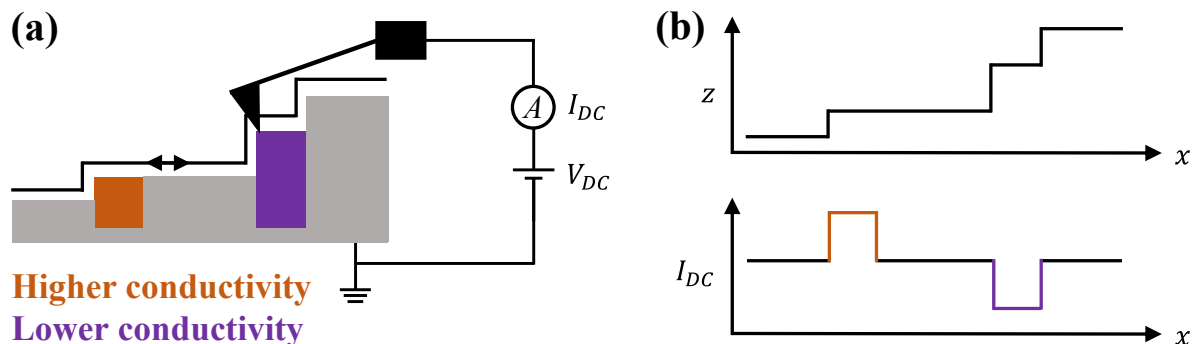 (a)
A
I_DC
V_DC
Higher conductivity
Lower conductivity
(b)
z
x
I_DC
x